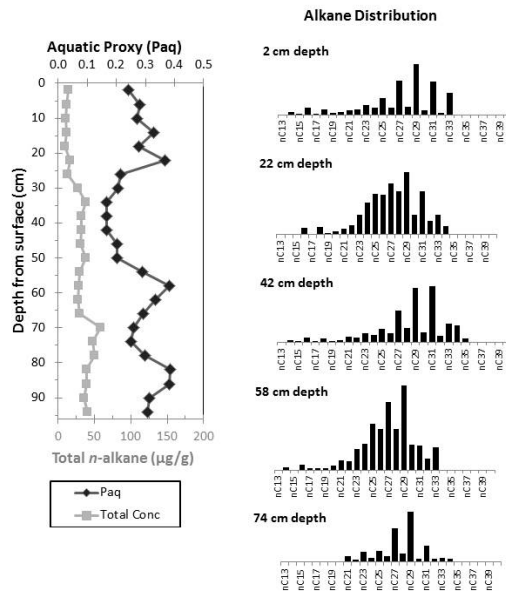 Alkane Distribution
Aquatic Proxy (Paq)
0 0.1 0.2 0.3 0.4 0.5
Depth from surface (cm)
0
10
20
30
40
50
60
70
80
90
0 50 100 150 200
Total n-alkane (µg/g)
Paq
Total Conc
2 cm depth
nC13 nC15 nC17 nC19 nC21 nC23 nC25 nC27 nC29 nC31 nC33 nC35 nC37 nC39
22 cm depth
nC13 nC15 nC17 nC19 nC21 nC23 nC25 nC27 nC29 nC31 nC33 nC35 nC37 nC39
42 cm depth
nC13 nC15 nC17 nC19 nC21 nC23 nC25 nC27 nC29 nC31 nC33 nC35 nC37 nC39
58 cm depth
nC13 nC15 nC17 nC19 nC21 nC23 nC25 nC27 nC29 nC31 nC33 nC35 nC37 nC39
74 cm depth
nC13 nC15 nC17 nC19 nC21 nC23 nC25 nC27 nC29 nC31 nC33 nC35 nC37 nC39